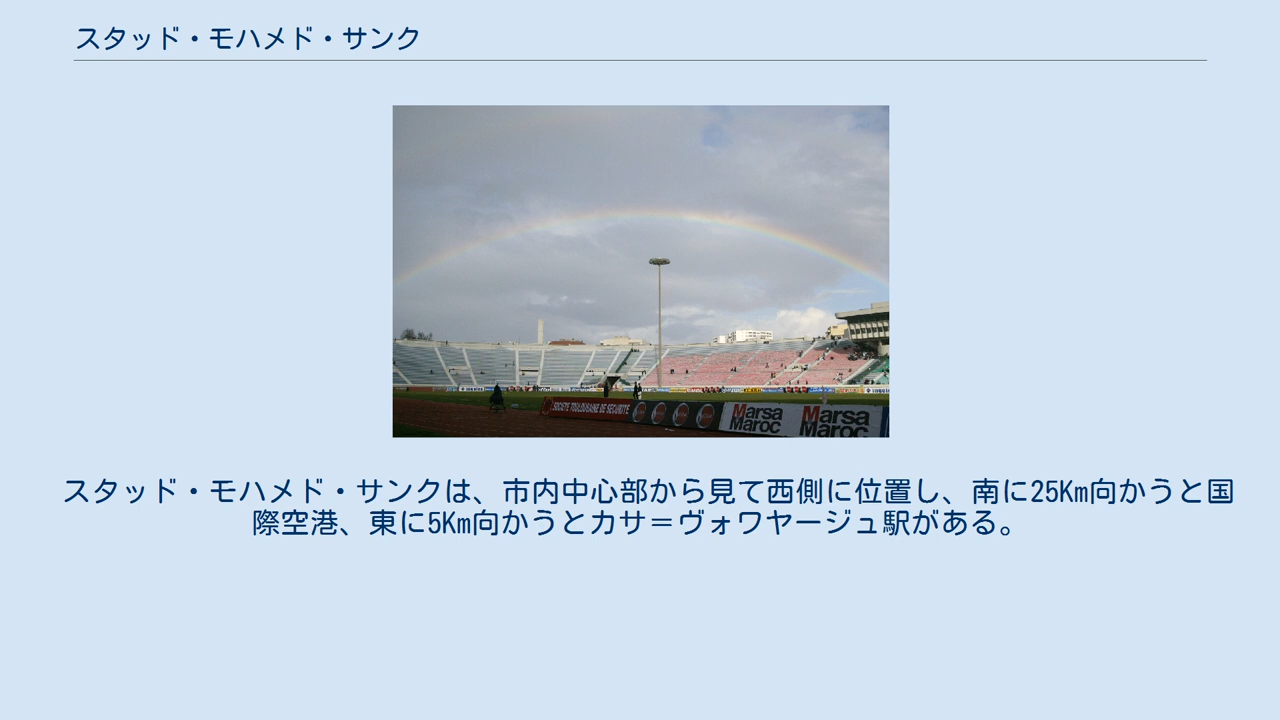 スタッド・モハメド・サンク
SOCIETE TOULOUSAINE DE SECURITE
Marsa Maroc
Marsa Maroc
スタッド・モハメド・サンクは、市内中心部から見て西側に位置し、南に25Km向かうと国
際空港、東に5Km向かうとカサ＝ヴォワヤージュ駅がある。